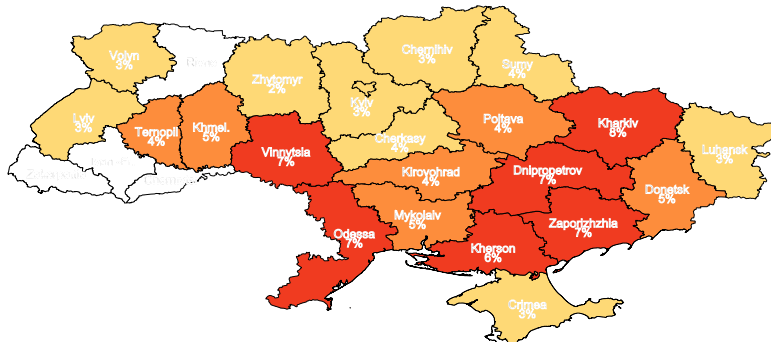 Volyn
3%
Chernihiv
3%
Sumy
4%
Zhytomyr
2%
Kyiv
3%
Lviv
3%
Ternopil
4%
Khmel.
5%
Vinnytsia
7%
Cherkasy
4%
Poltava
4%
Kharkiv
8%
Luhansk
3%
Kirovohrad
4%
Dnipropetrov
7%
Donetsk
5%
Mykolaiv
5%
Odessa
7%
Zaporizhzhia
7%
Kherson
6%
Crimea
3%